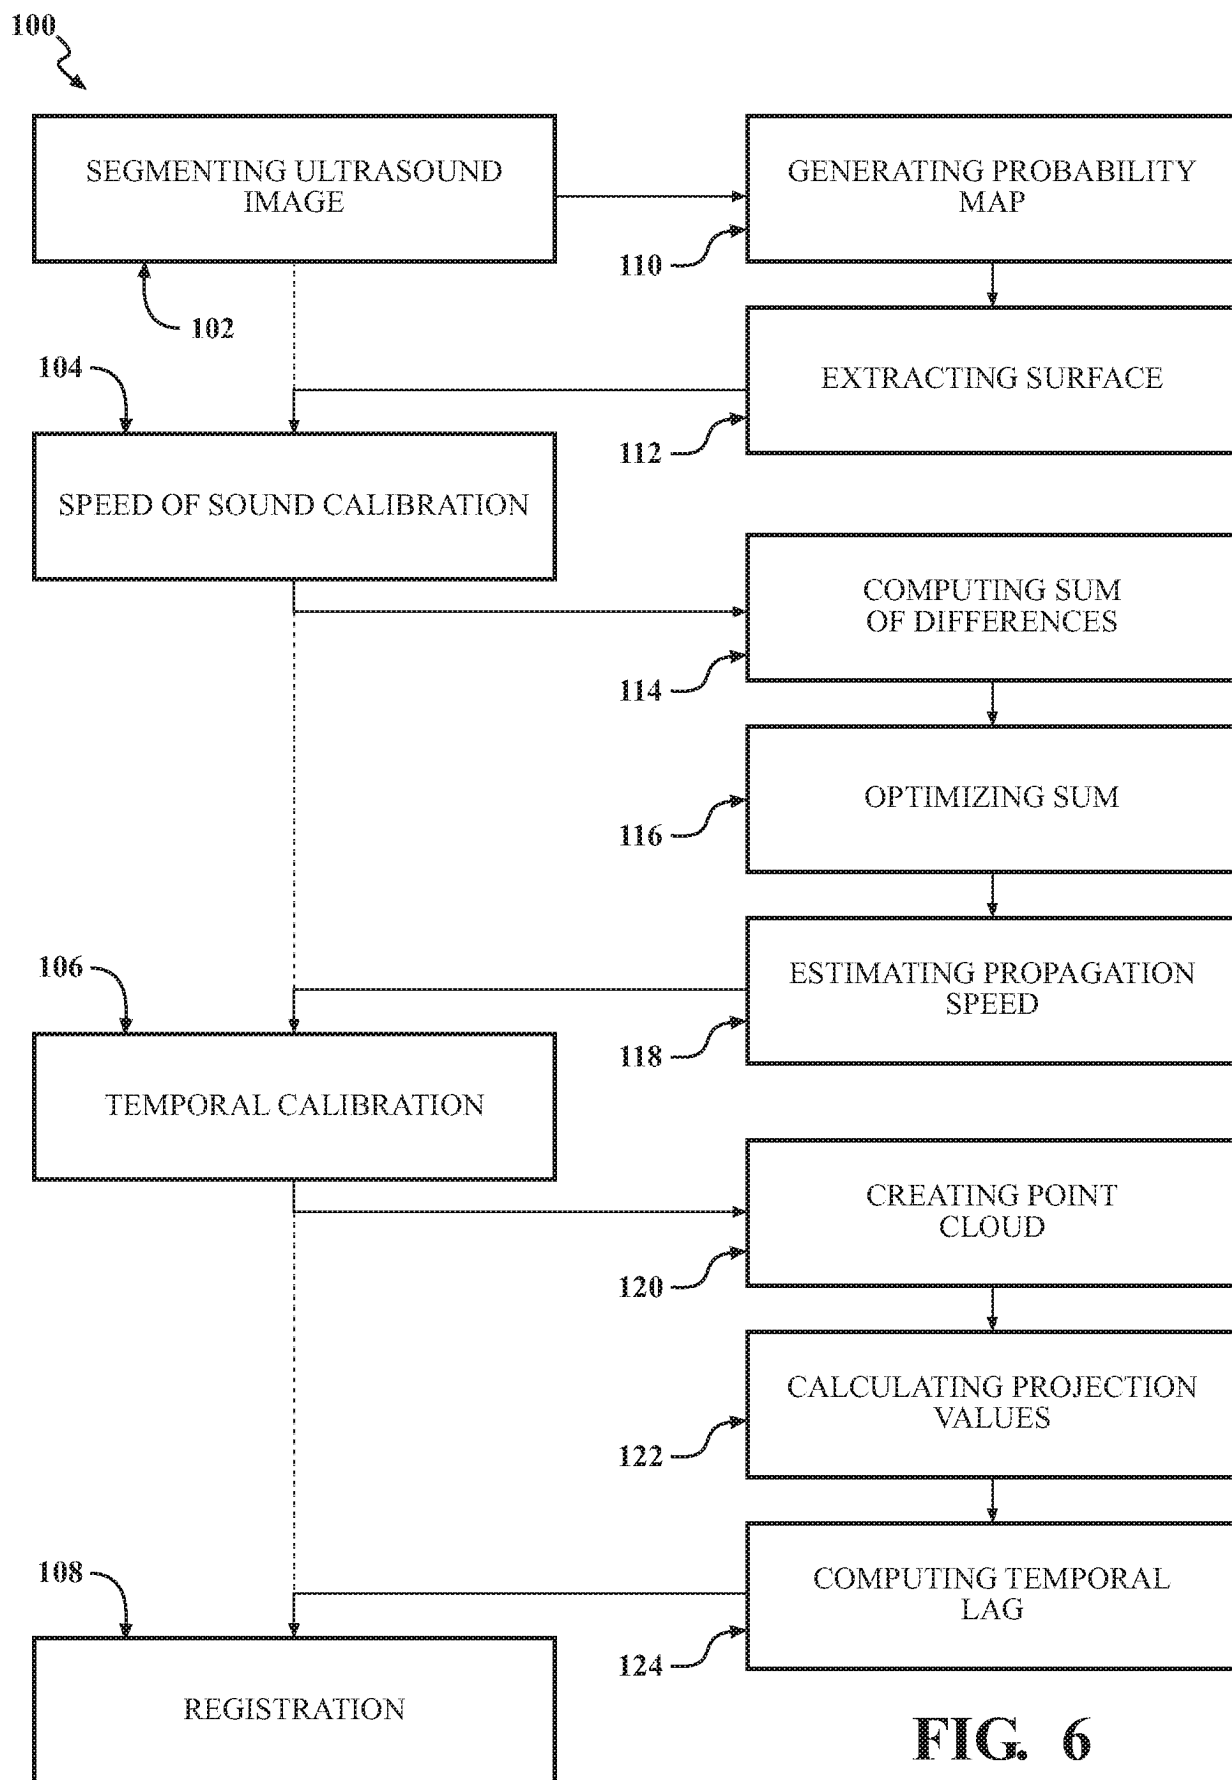 100
SEGMENTING ULTRASOUND
IMAGE
102
GENERATING PROBABILITY
MAP
110
EXTRACTING SURFACE
112
104
SPEED OF SOUND CALIBRATION
COMPUTING SUM
OF DIFFERENCES
114
OPTIMIZING SUM
116
ESTIMATING PROPAGATION
SPEED
118
106
TEMPORAL CALIBRATION
CREATING POINT
CLOUD
120
CALCULATING PROJECTION
VALUES
122
COMPUTING TEMPORAL
LAG
124
108
REGISTRATION
FIG. 6